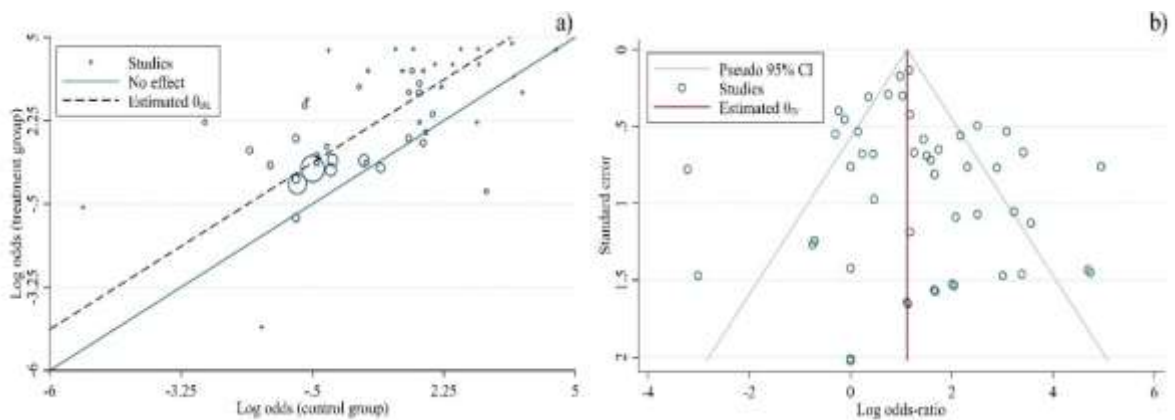 a)
Studies
No effect
Estimated θ
5
2.25
-.5
-3.25
-6
Log odds (treatment group)
-6
-3.25
-.5
2.25
5
Log odds (control group)
b)
Pseudo 95% CI
Studies
Estimated θ
0
.5
1
1.5
2
Standard error
-4
-2
0
2
4
6
Log odds-ratio